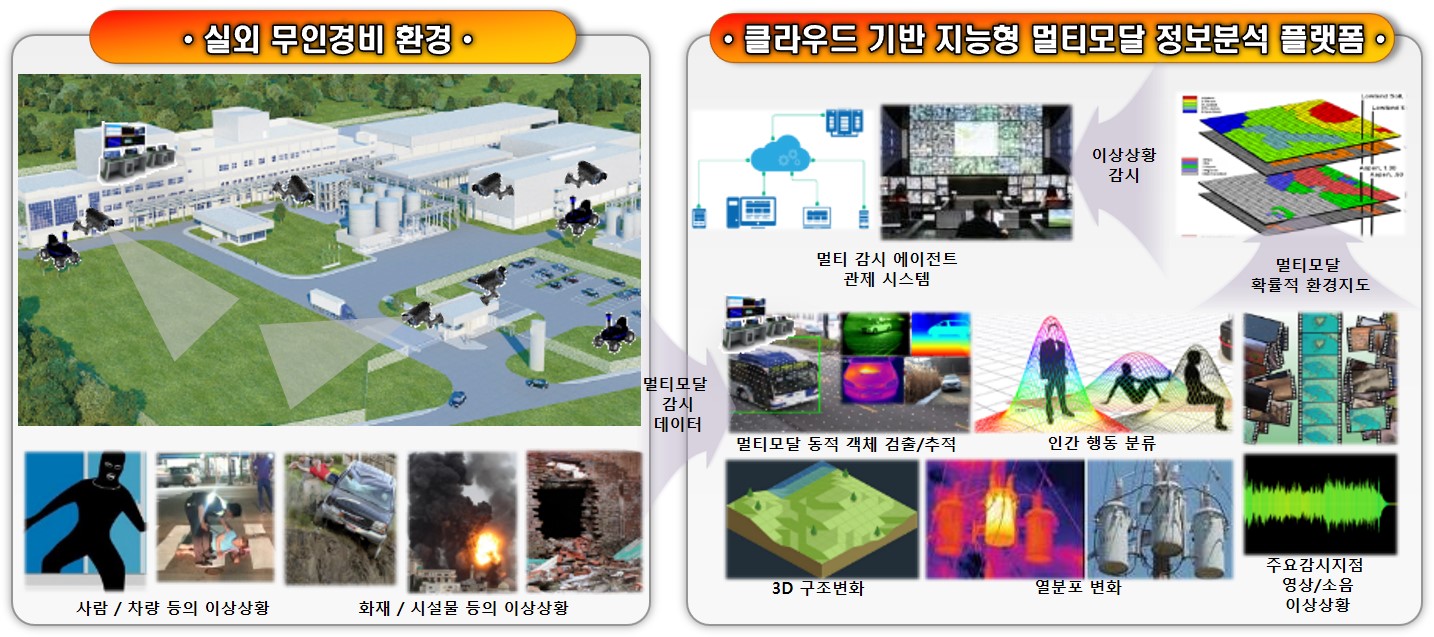 • 실외 무인경비 환경 •
• 클라우드 기반 지능형 멀티모달 정보분석 플랫폼 •
이상상황
감시
멀티 감시 에이전트
관제 시스템
멀티모달
확률적 환경지도
멀티모달
감시
데이터
멀티모달 동적 객체 검출/추적
인간 행동 분류
3D 구조변화
열분포 변화
주요감시지점
영상/소음
이상상황
사람 / 차량 등의 이상상황
화재 / 시설물 등의 이상상황